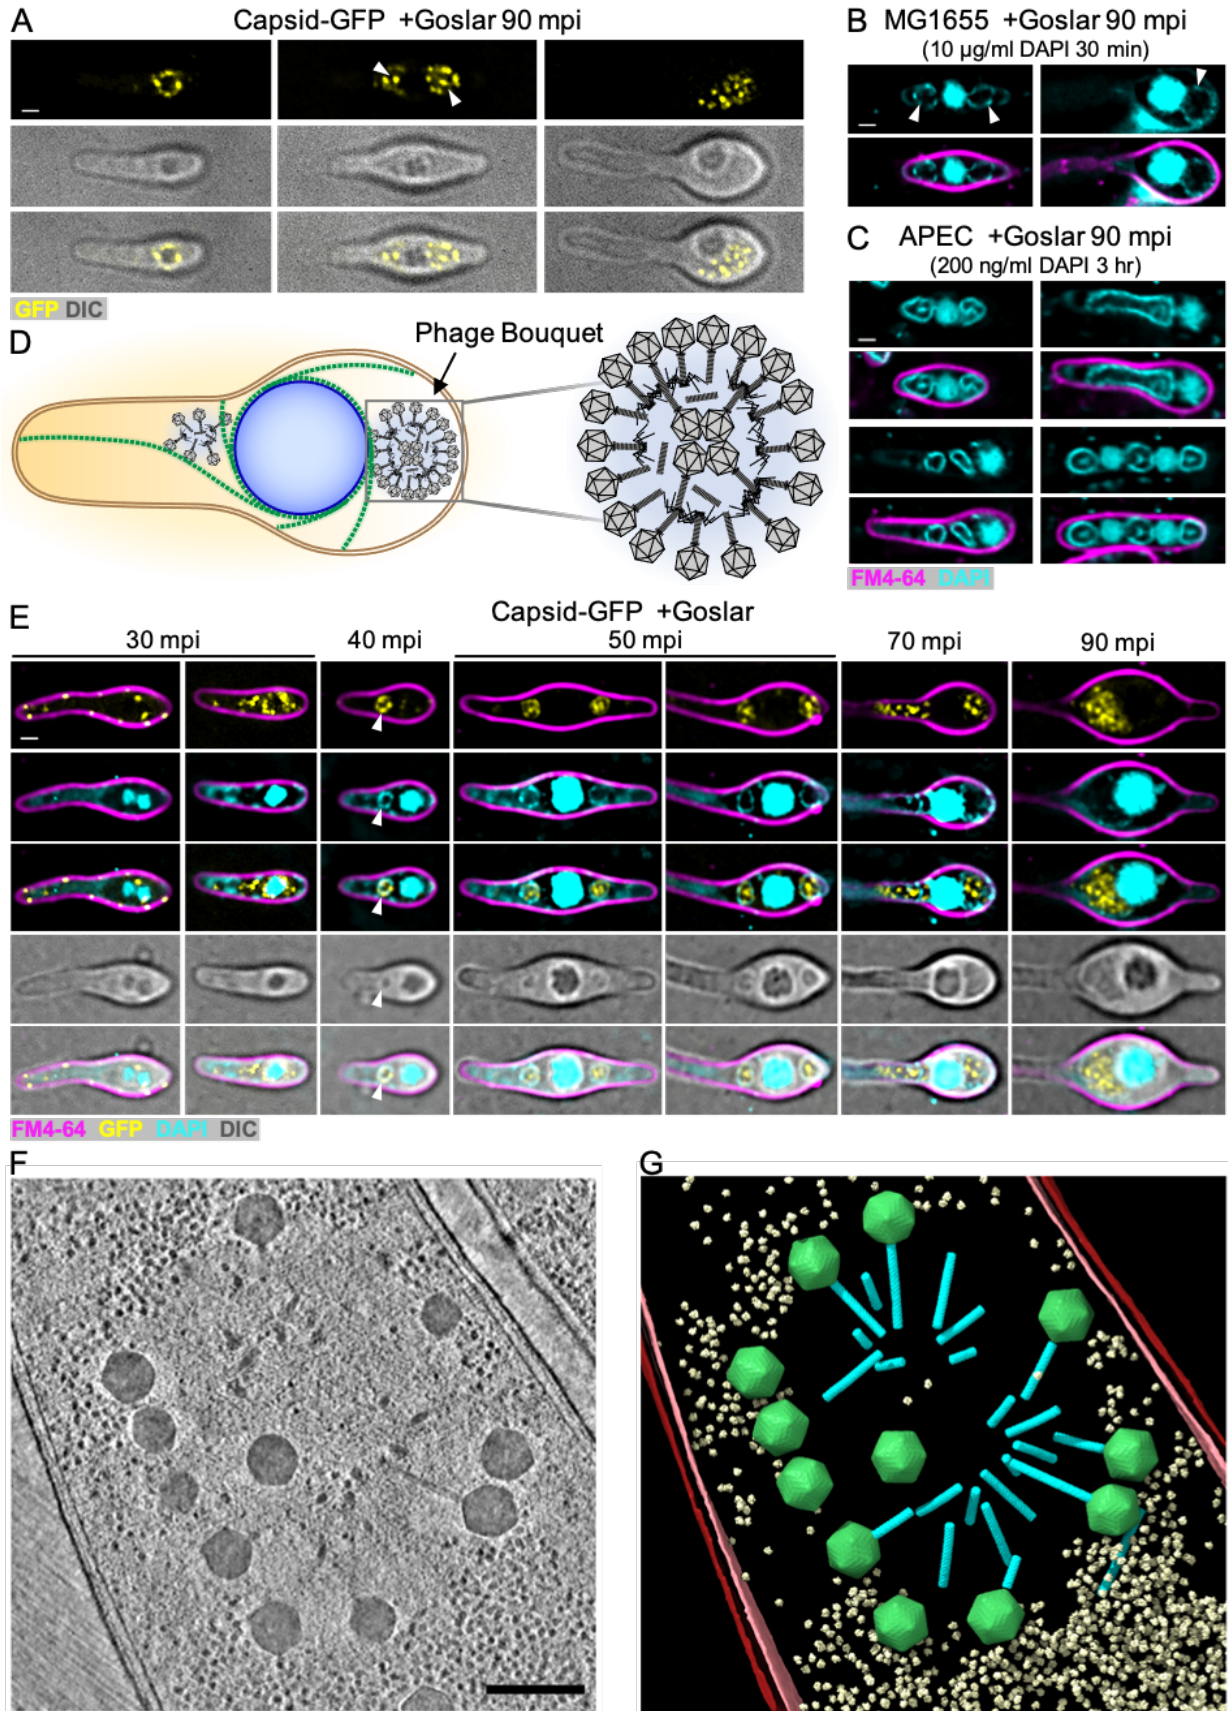 A
Capsid-GFP +Goslar 90 mpi
GFP DIC
B
MG1655 +Goslar 90 mpi
(10 µg/ml DAPI 30 min)
C
APEC +Goslar 90 mpi
(200 ng/ml DAPI 3 hr)
FM4-64 DAPI
D
Phage Bouquet
E
Capsid-GFP +Goslar
30 mpi 40 mpi 50 mpi 70 mpi 90 mpi
FM4-64 GFP DAPI DIC
F
G